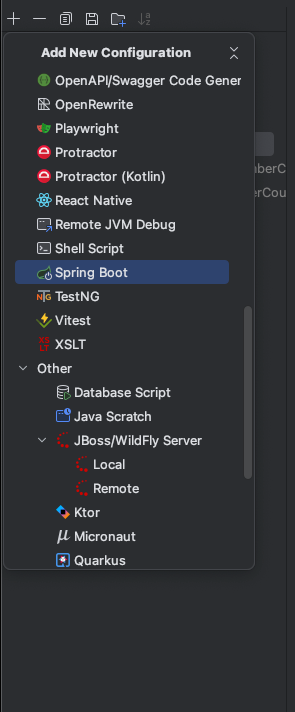 Add New Configuration
OpenAPI/Swagger Code Gener
OpenRewrite
Playwright
Protractor
Protractor (Kotlin)
React Native
Remote JVM Debug
Shell Script
Spring Boot
TestNG
Vitest
XSLT
Other
Database Script
Java Scratch
JBoss/WildFly Server
Local
Remote
Ktor
Micronaut
Quarkus
mberC
erCou